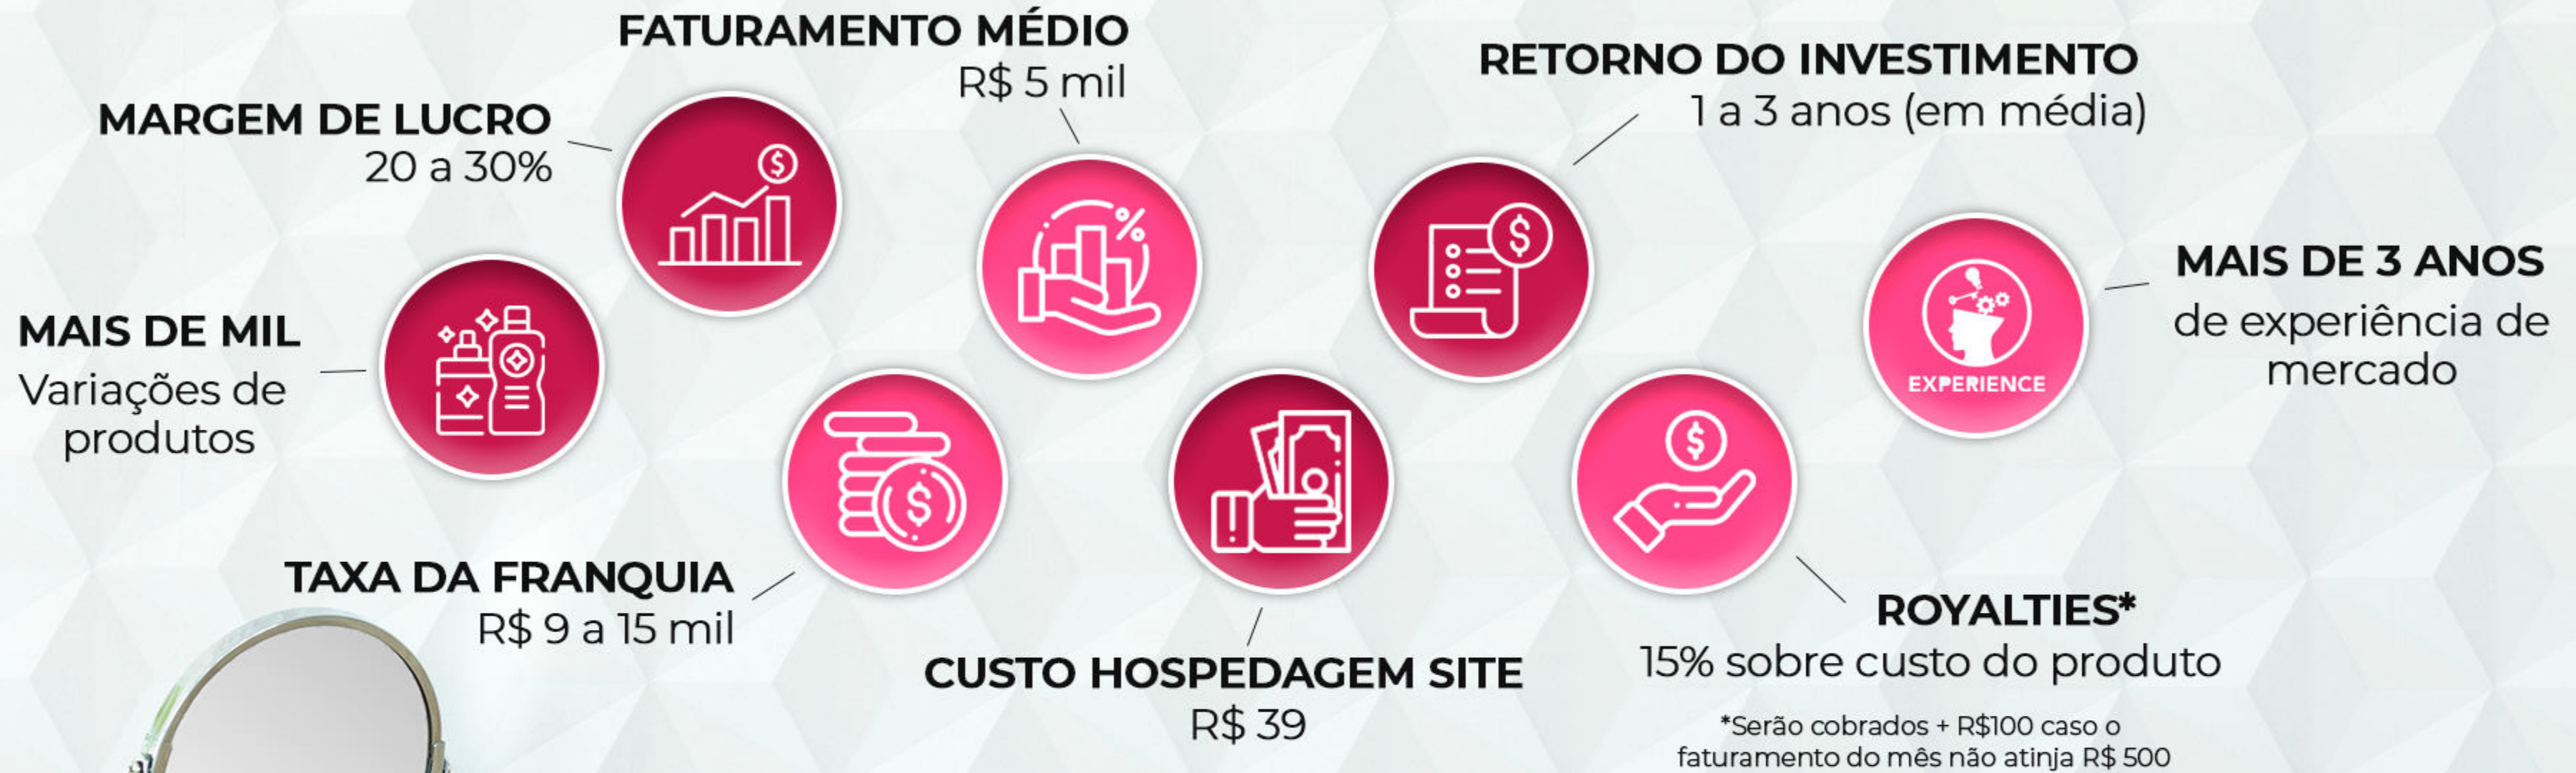 FATURAMENTO MÉDIO
R$ 5 mil
RETORNO DO INVESTIMENTO
1 a 3 anos (em média)
MARGEM DE LUCRO
20 a 30%
MAIS DE 3 ANOS
de experiência de
mercado
EXPERIENCE
MAIS DE MIL
Variações de
produtos
TAXA DA FRANQUIA
R$ 9 a 15 mil
CUSTO HOSPEDAGEM SITE
R$ 39
ROYALTIES*
15% sobre custo do produto
*Serão cobrados + R$100 caso o
faturamento do mês não atinja R$ 500